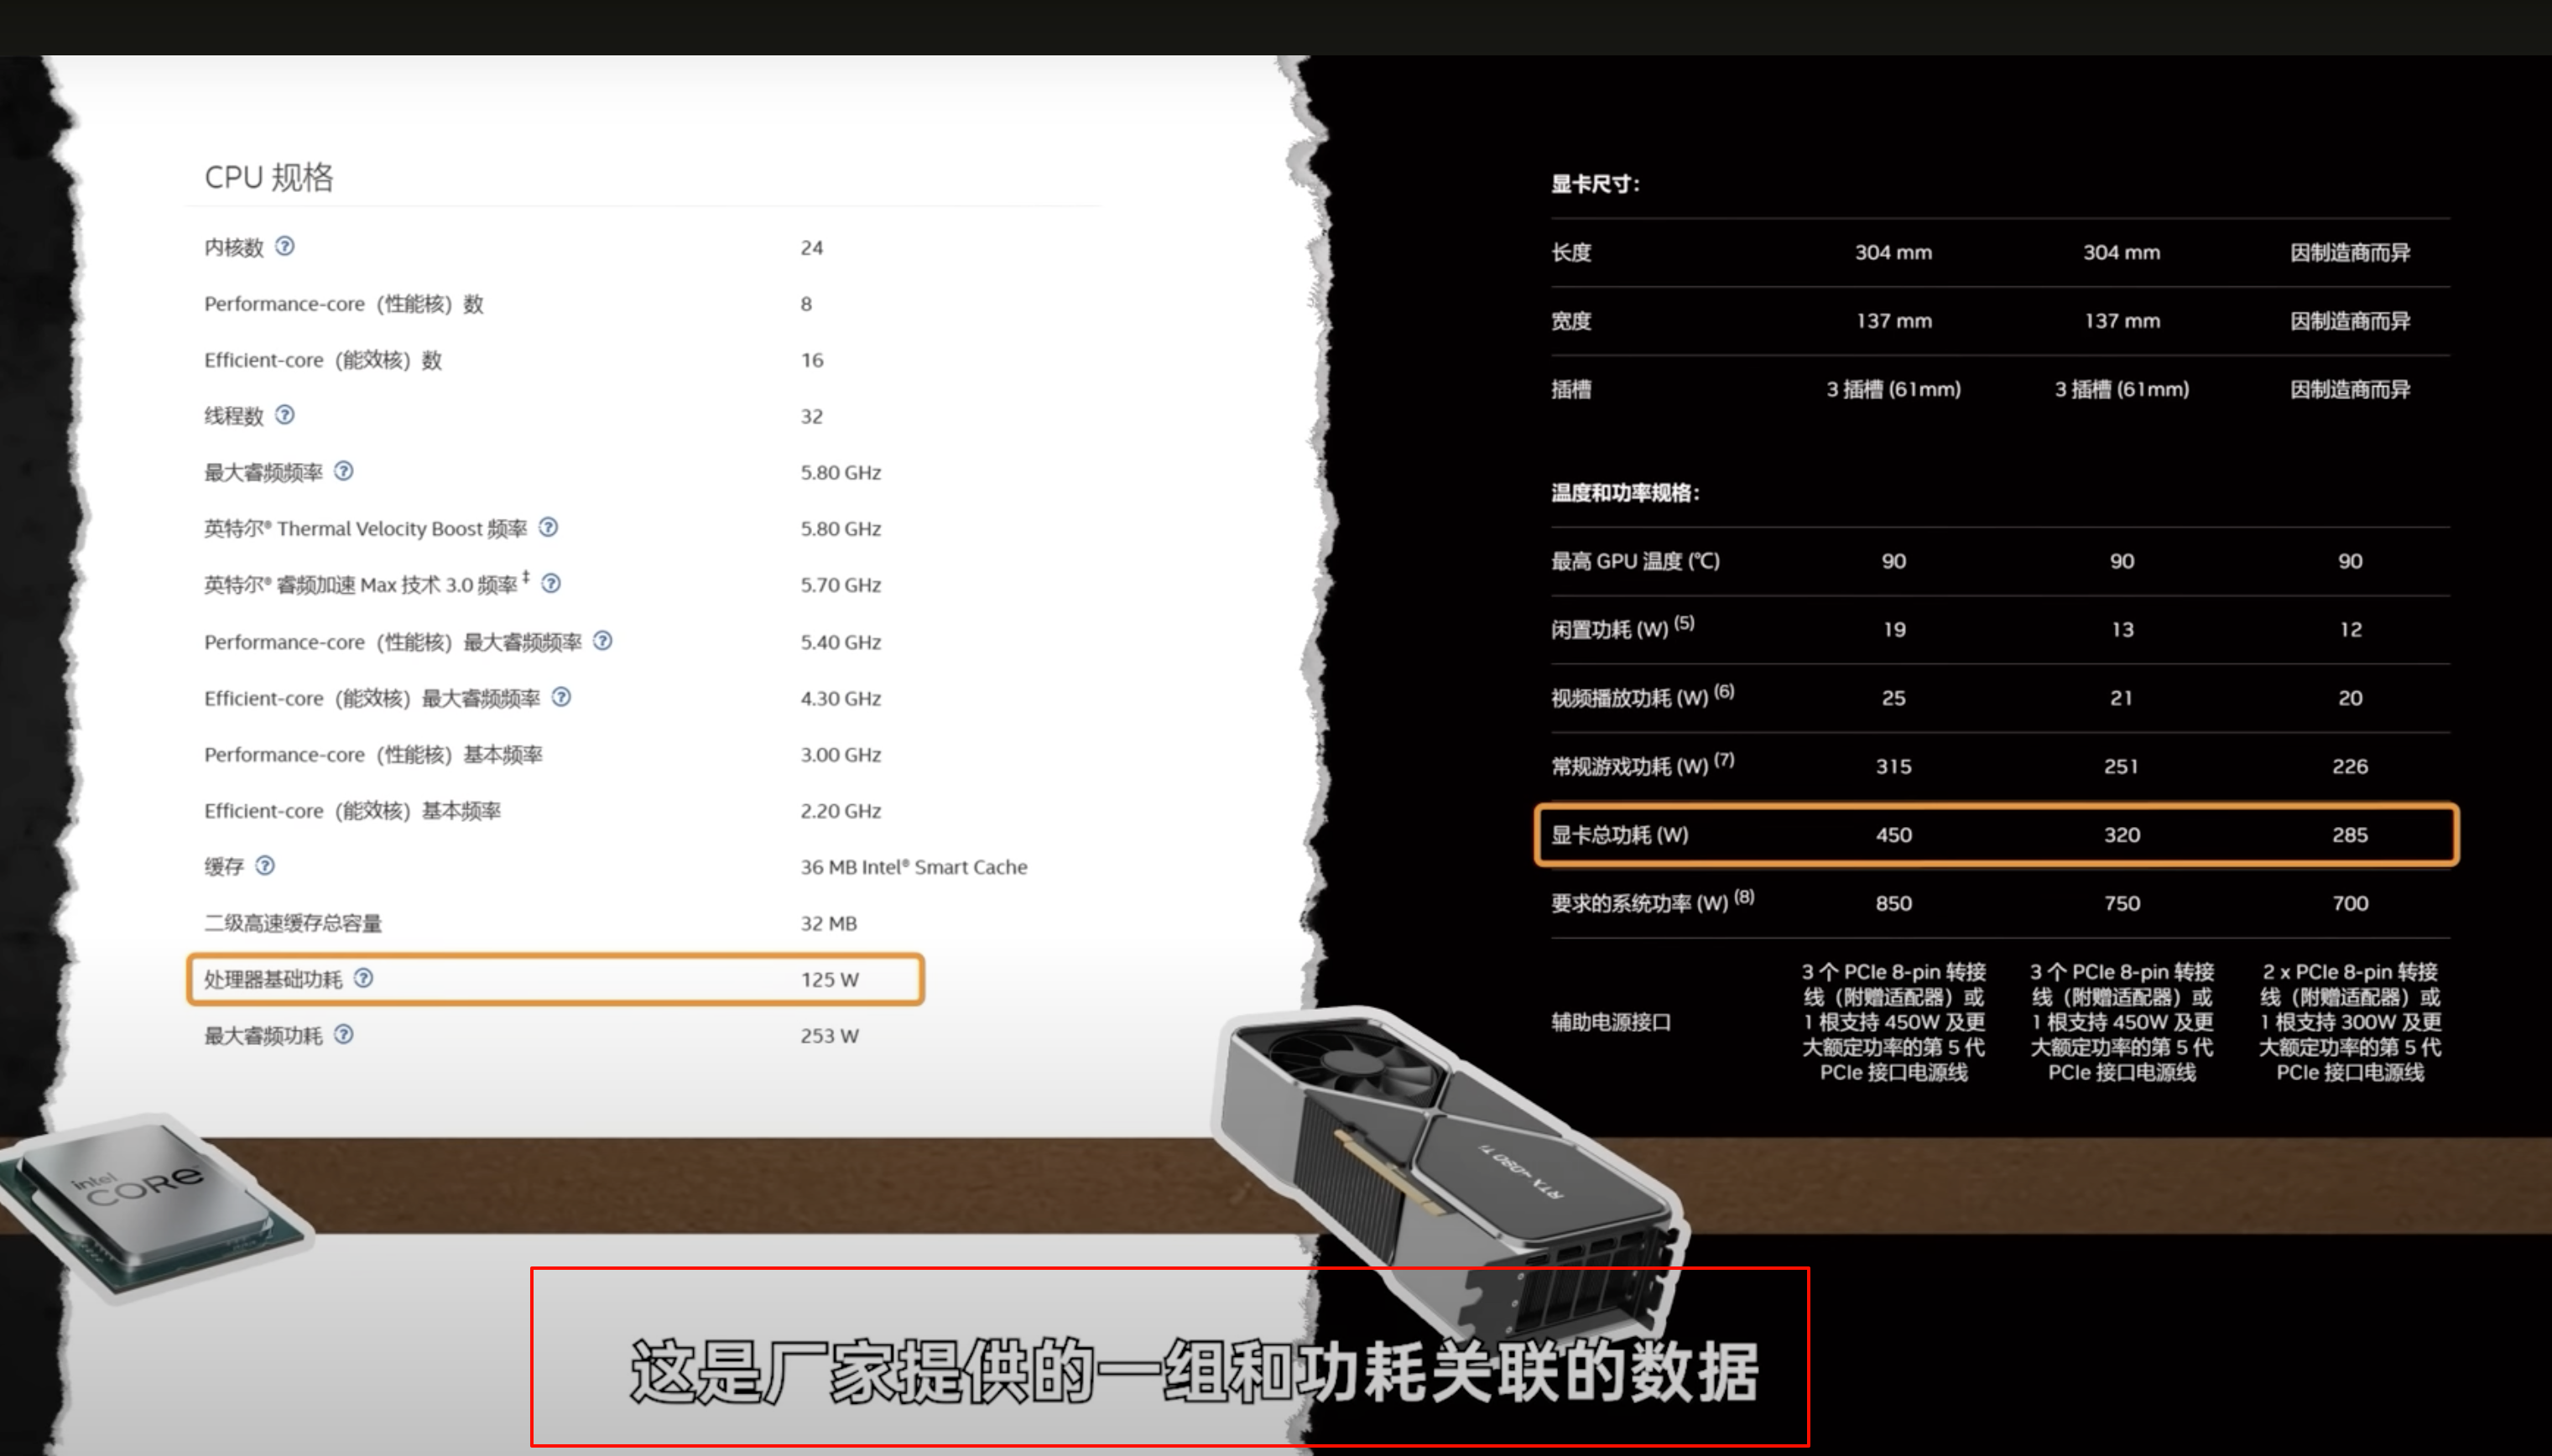 CPU 规格
内核数 24
Performance-core（性能核）数 8
Efficient-core（能效核）数 16
线程数 32
最大睿频频率 5.80 GHz
英特尔® Thermal Velocity Boost 频率 5.80 GHz
英特尔® 睿频加速 Max 技术 3.0 频率‡ 5.70 GHz
Performance-core（性能核）最大睿频频率 5.40 GHz
Efficient-core（能效核）最大睿频频率 4.30 GHz
Performance-core（性能核）基本频率 3.00 GHz
Efficient-core（能效核）基本频率 2.20 GHz
缓存 36 MB Intel® Smart Cache
二级高速缓存总容量 32 MB
处理器基础功耗 125 W
最大睿频功耗 253 W
显卡尺寸：
长度 304 mm 304 mm 因制造商而异
宽度 137 mm 137 mm 因制造商而异
插槽 3 插槽 (61mm) 3 插槽 (61mm) 因制造商而异
温度和功率规格：
最高 GPU 温度 (℃) 90 90 90
闲置功耗 (W) (5) 19 13 12
视频播放功耗 (W) (6) 25 21 20
常规游戏功耗 (W) (7) 315 251 226
显卡总功耗 (W) 450 320 285
要求的系统功率 (W) (8) 850 750 700
辅助电源接口
3 个 PCIe 8-pin 转接
线（附赠适配器）或
1 根支持 450W 及更
大额定功率的第 5 代
PCIe 接口电源线
3 个 PCIe 8-pin 转接
线（附赠适配器）或
1 根支持 450W 及更
大额定功率的第 5 代
PCIe 接口电源线
2 x PCIe 8-pin 转接
线（附赠适配器）或
1 根支持 300W 及更
大额定功率的第 5 代
PCIe 接口电源线
intel
CORE
RTX 4090 Ti
这是厂家提供的一组和功耗关联的数据